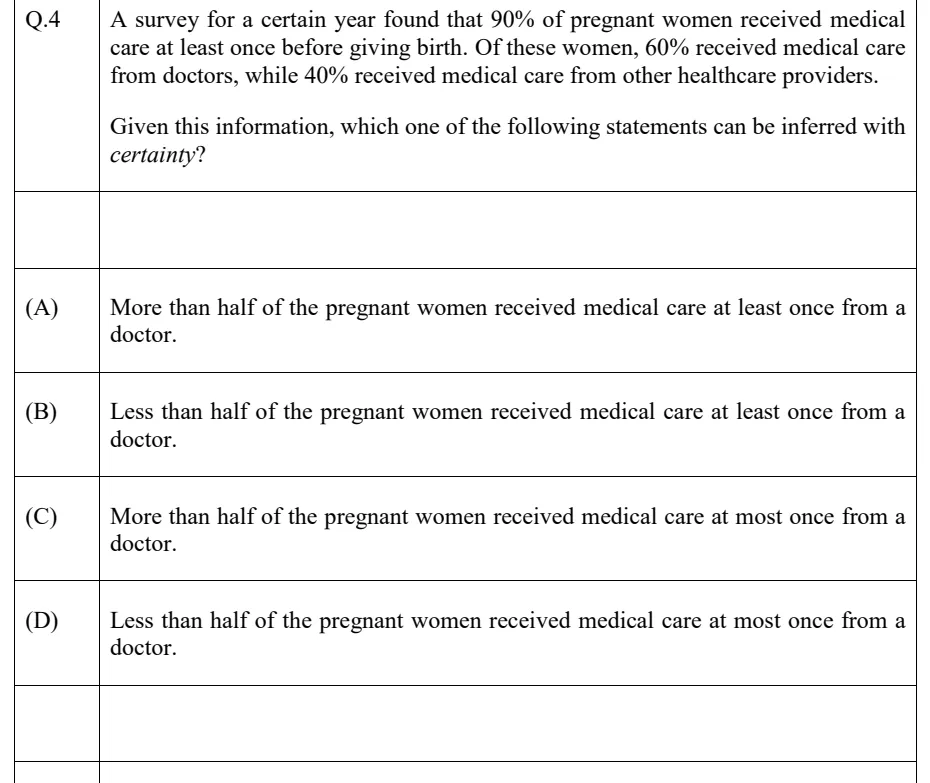 Q.4 A survey for a certain year found that 90% of pregnant women received medical
care at least once before giving birth. Of these women, 60% received medical care
from doctors, while 40% received medical care from other healthcare providers.
Given this information, which one of the following statements can be inferred with
certainty?
(A) More than half of the pregnant women received medical care at least once from a
doctor.
(B) Less than half of the pregnant women received medical care at least once from a
doctor.
(C) More than half of the pregnant women received medical care at most once from a
doctor.
(D) Less than half of the pregnant women received medical care at most once from a
doctor.